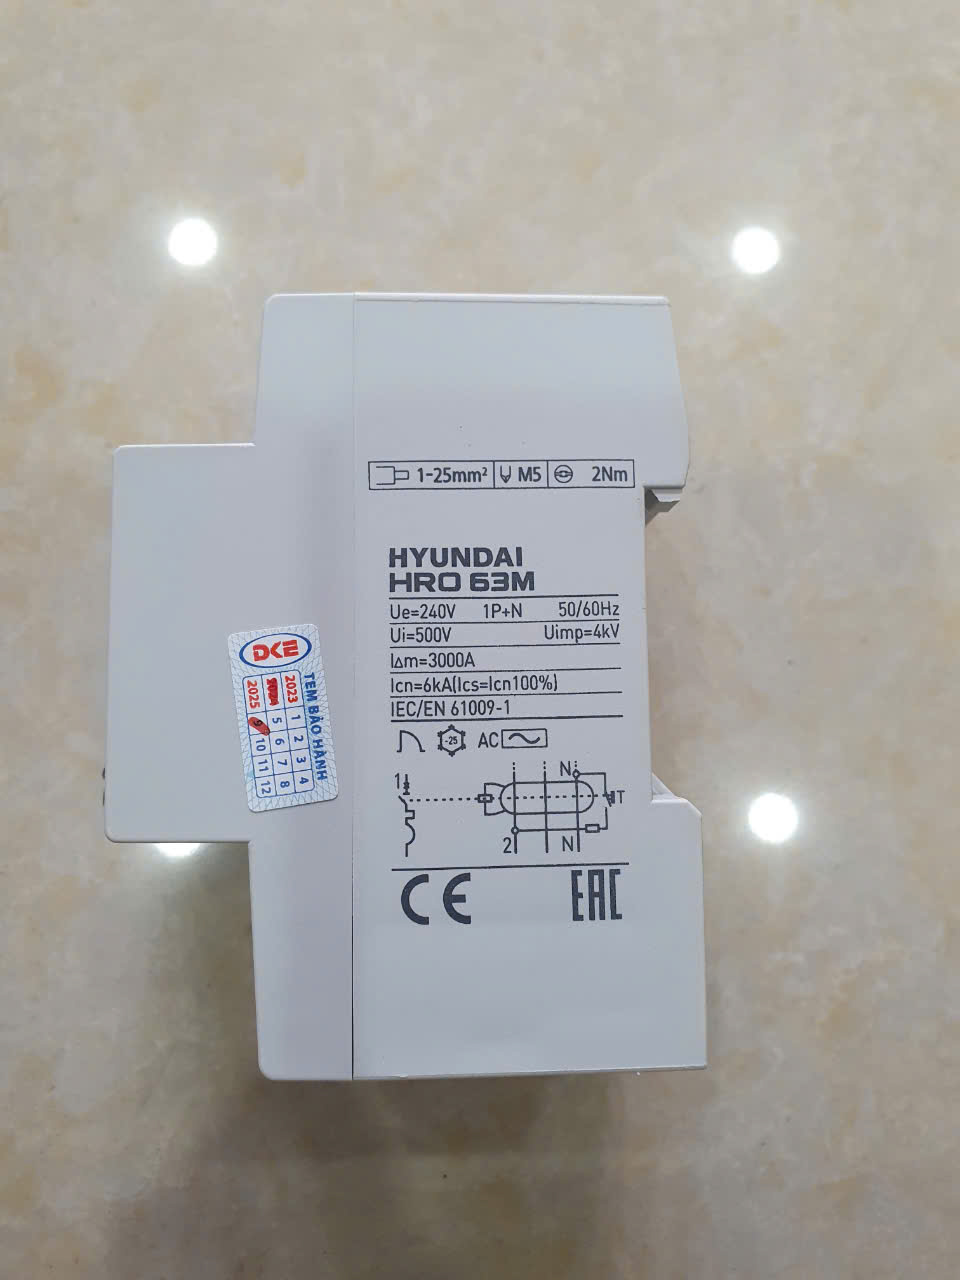 1-25mm² M5 2Nm
HYUNDAI
HRO 63M
Ue=240V 1P+N 50/60Hz
Ui=500V Uimp=4kV
I∆m=3000A
Icn=6kA(Ics=Icn100%)
IEC/EN 61009-1
-25 AC
1 N
T
2 N
CE EAC
DKE
TEM BẢO HÀNH
2023 1 2 3 4
2024 5 6 7 8
2025 9 10 11 12